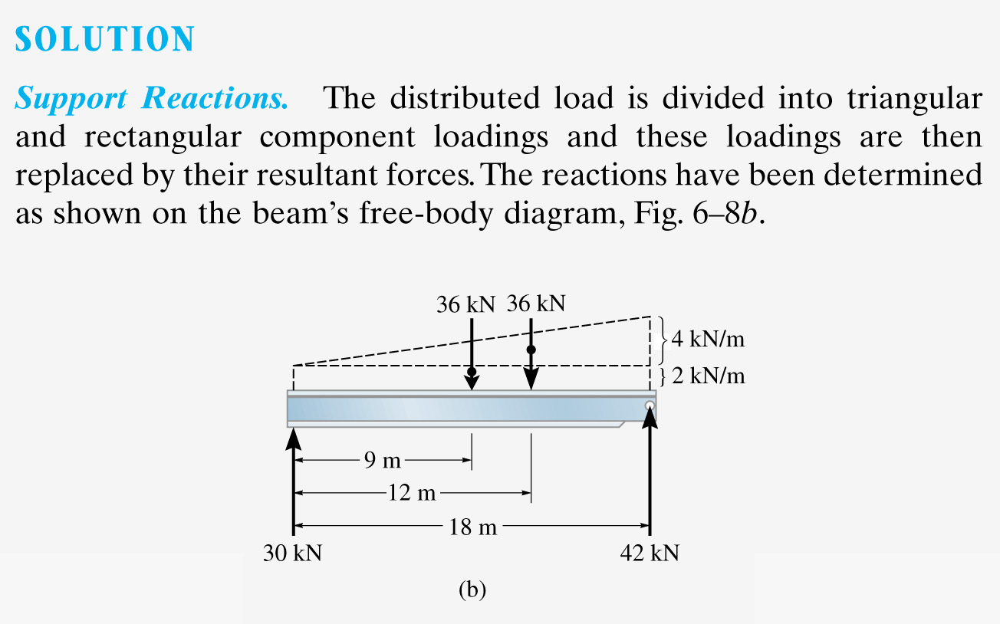 SOLUTION
Support Reactions. The distributed load is divided into triangular
and rectangular component loadings and these loadings are then
replaced by their resultant forces. The reactions have been determined
as shown on the beam’s free-body diagram, Fig. 6–8b.
36 kN 36 kN
4 kN/m
2 kN/m
9 m
12 m
18 m
30 kN 42 kN
(b)